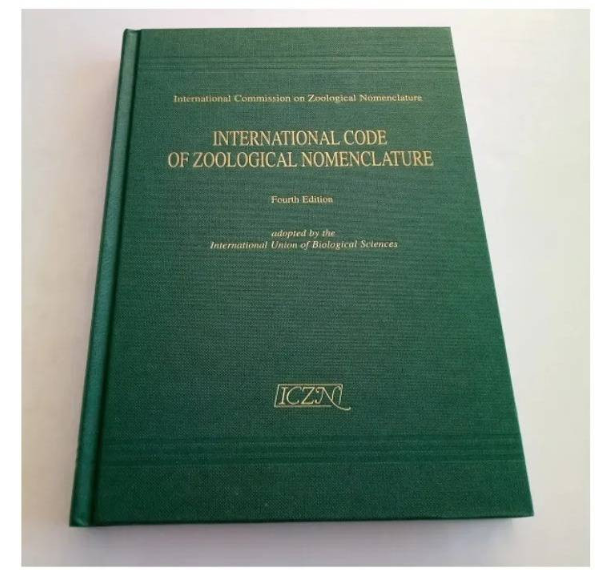 International Commission on Zoological Nomenclature
INTERNATIONAL CODE
OF ZOOLOGICAL NOMENCLATURE
Fourth Edition
adopted by the
International Union of Biological Sciences
ICZN